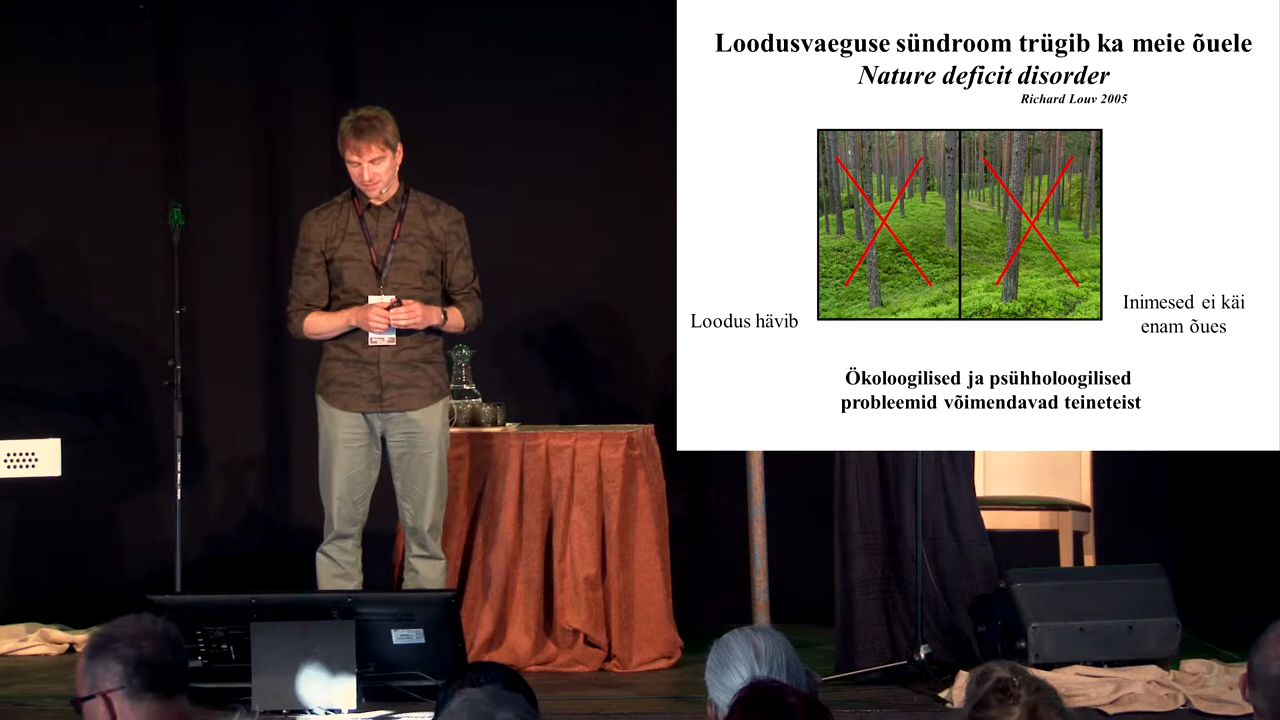 Loodusvaeguse sündroom trügib ka meie õuele
Nature deficit disorder
Richard Louv 2005
Loodus hävib
Inimesed ei käi
enam õues
Ökoloogilised ja psühholoogilised
probleemid võimendavad teineteist